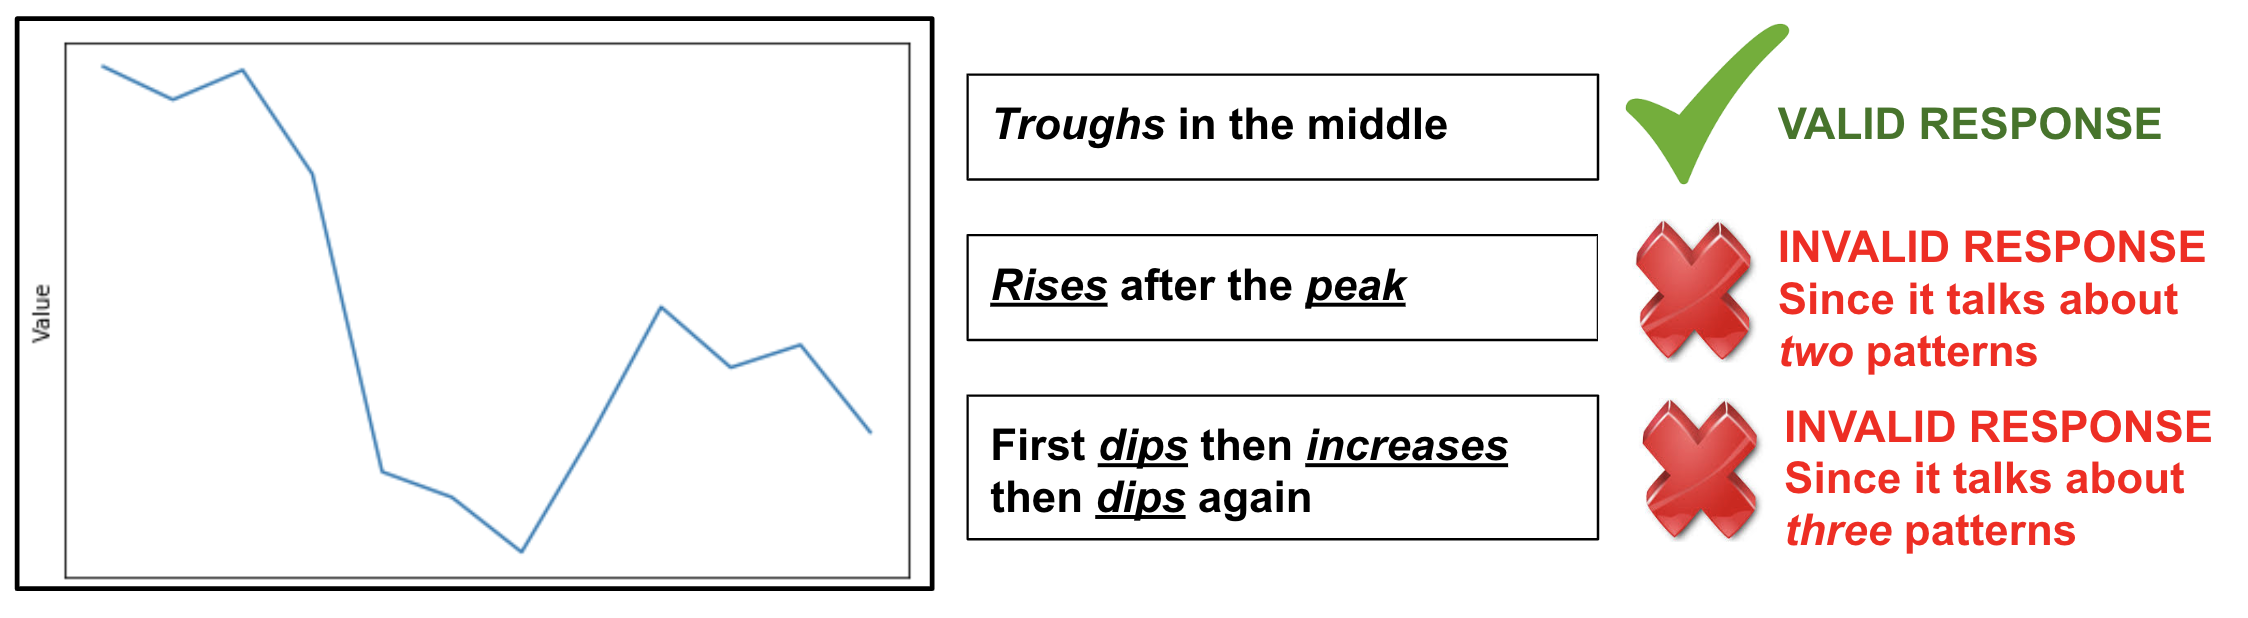 Value
Troughs in the middle
VALID RESPONSE
Rises after the peak
INVALID RESPONSE
Since it talks about
two patterns
First dips then increases
then dips again
INVALID RESPONSE
Since it talks about
three patterns